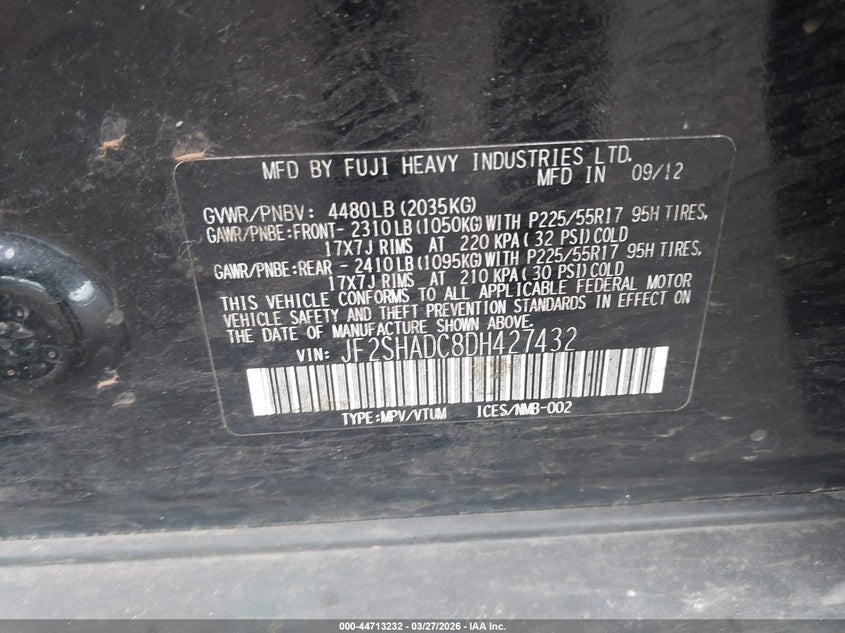 MFD BY FUJI HEAVY INDUSTRIES LTD.
MFD IN 09/12
GVWR/PNBV: 4480LB(2035KG)
GAWR/PNBE:FRONT- 2310LB(1050KG)WITH P225/55R17 95H TIRES,
17X7J RIMS AT 220 KPA(32 PSI)COLD
GAWR/PNBE:REAR - 2410LB(1095KG)WITH P225/55R17 95H TIRES,
17X7J RIMS AT 210 KPA(30 PSI)COLD
THIS VEHICLE CONFORMS TO ALL APPLICABLE FEDERAL MOTOR
VEHICLE SAFETY AND THEFT PREVENTION STANDARDS IN EFFECT ON
THE DATE OF MANUFACTURE SHOWN ABOVE.
VIN: JF2SHADC8DH427432
TYPE:MPV/VTUM ICES/NMB-002
000-44713232 - 03/27/2026 - IAA Inc.